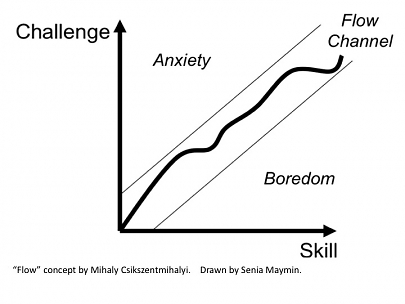 Challenge
Flow
Channel
Anxiety
Boredom
Skill
“Flow” concept by Mihaly Csikszentmihalyi. Drawn by Senia Maymin.